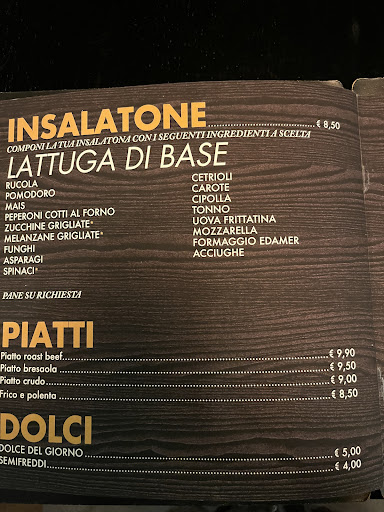 INSALATONE € 8,50
COMPONI LA TUA INSALATONA CON I SEGUENTI INGREDIENTI A SCELTA
LATTUGA DI BASE
RUCOLA
POMODORO
MAIS
PEPERONI COTTI AL FORNO
ZUCCHINE GRIGLIATE*
MELANZANE GRIGLIATE*
FUNGHI
ASPARAGI
SPINACI*
CETRIOLI
CAROTE
CIPOLLA
TONNO
UOVA FRITTATINA
MOZZARELLA
FORMAGGIO EDAMER
ACCIUGHE
PANE SU RICHIESTA
PIATTI
Piatto roast beef € 9,90
Piatto bresaola € 9,50
Piatto crudo € 9,00
Frico e polenta € 8,50
DOLCI
DOLCE DEL GIORNO € 5,00
SEMIFREDDI € 4,00